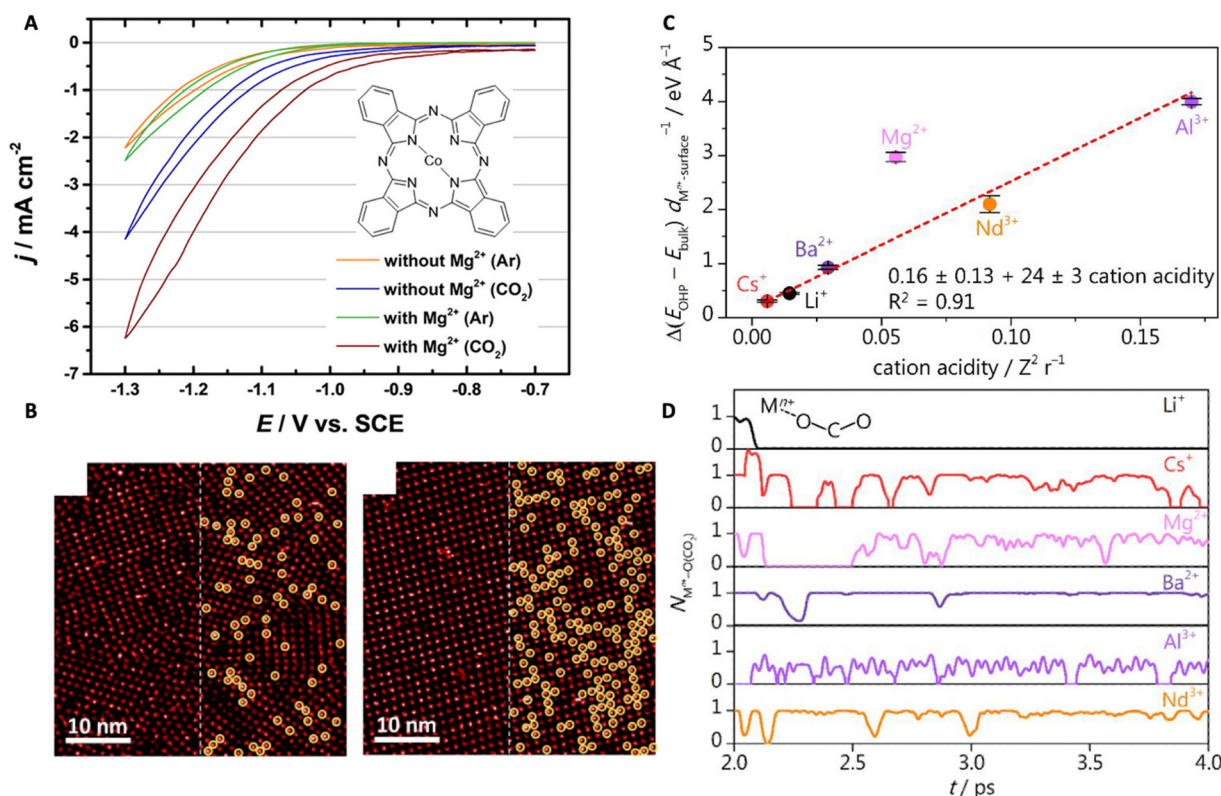 A
0
-1
-2
-3
-4
-5
-6
-7
j / mA cm-2
N
N
N
N
Co
N
N
N
N
without Mg2+ (Ar)
without Mg2+ (CO2)
with Mg2+ (Ar)
with Mg2+ (CO2)
-1.3 -1.2 -1.1 -1.0 -0.9 -0.8 -0.7
E / V vs. SCE
B
10 nm
10 nm
C
5
4
3
2
1
0
Δ(EOHP − Ebulk) dMn+-surface−1 / eV Å−1
Mg2+
Al3+
Nd3+
Ba2+
Cs+
Li+
0.16 ± 0.13 + 24 ± 3 cation acidity
R2 = 0.91
0.00 0.05 0.10 0.15
cation acidity / Z2 r−1
D
Mn+
O C O
Li+
1
0
Cs+
1
0
Mg2+
1
0
Ba2+
1
0
Al3+
1
0
Nd3+
1
0
NMn+−O(CO2)
2.0 2.5 3.0 3.5 4.0
t / ps